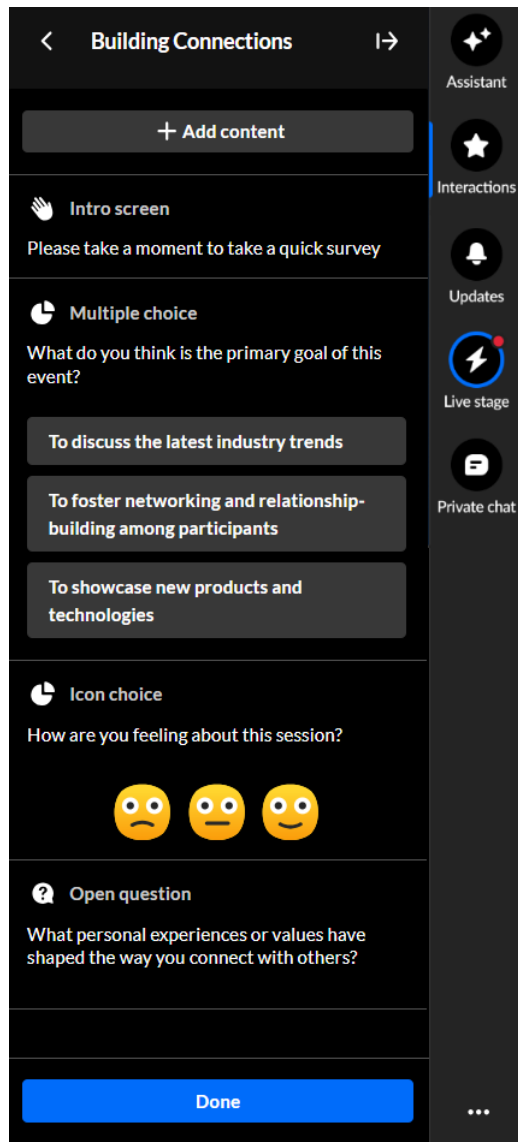 Building Connections
+ Add content
Intro screen
Please take a moment to take a quick survey
Multiple choice
What do you think is the primary goal of this
event?
To discuss the latest industry trends
To foster networking and relationship-
building among participants
To showcase new products and
technologies
Icon choice
How are you feeling about this session?
Open question
What personal experiences or values have
shaped the way you connect with others?
Done
Assistant
Interactions
Updates
Live stage
Private chat